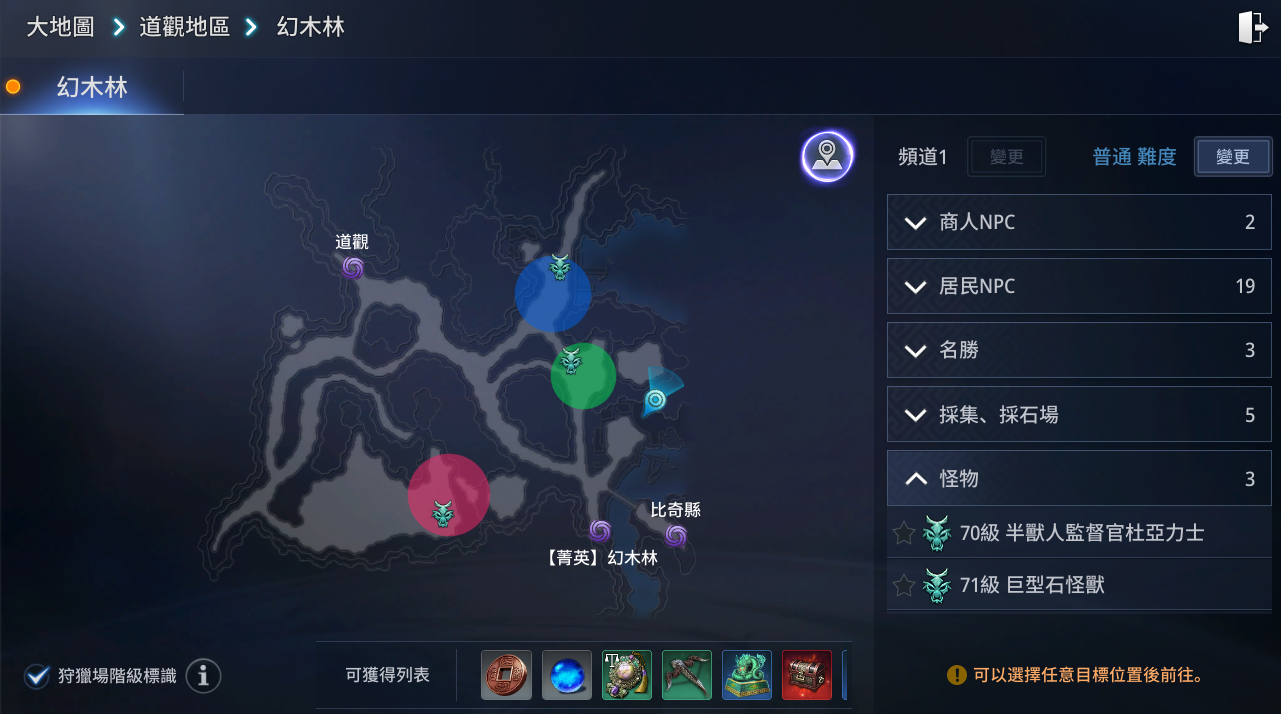 大地圖 道觀地區 幻木林
幻木林
頻道1 變更 普通 難度 變更
商人NPC 2
居民NPC 19
道觀
名勝 3
採集、採石場 5
怪物 3
比奇縣
70級 半獸人監督官杜亞力士
【菁英】幻木林
71級 巨型石怪獸
狩獵場階級標識
可獲得列表
可以選擇任意目標位置後前往。